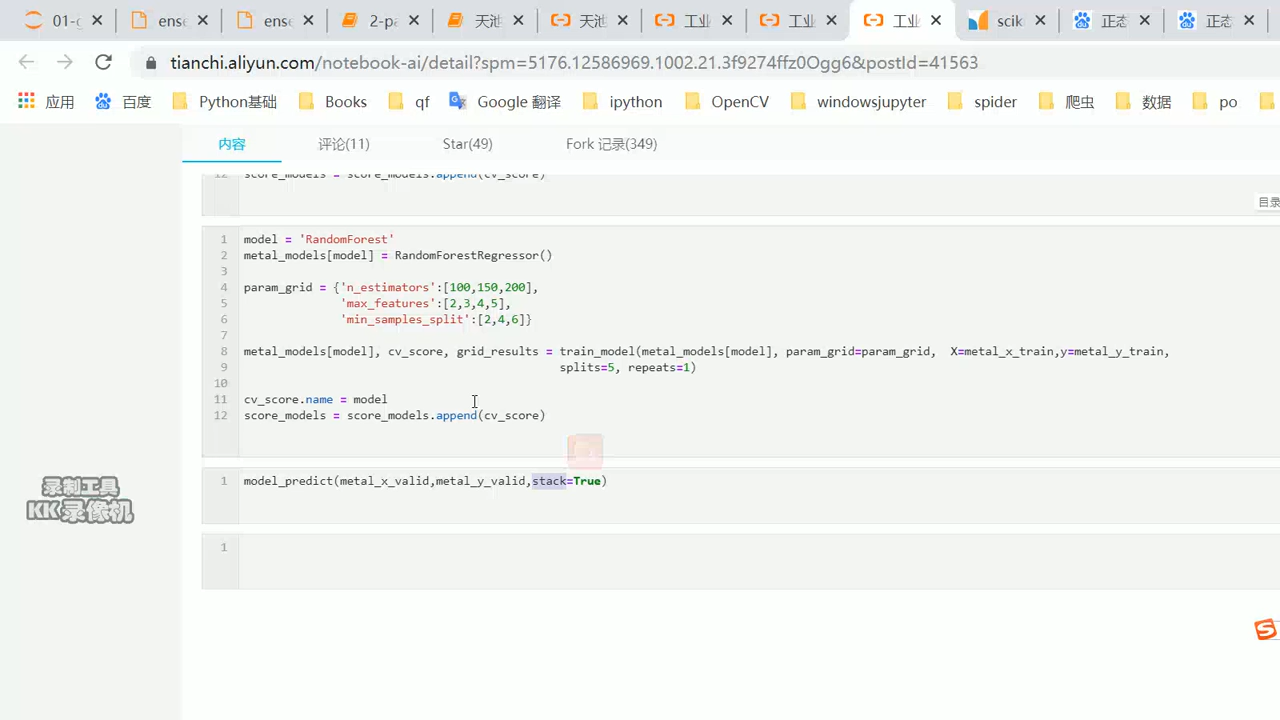 01-c
ense
ense
2-pa
天池
天池
工业
工业
工业
scik
正态
正态
tianchi.aliyun.com/notebook-ai/detail?spm=5176.12586969.1002.21.3f9274ffz0Ogg6&postId=41563
应用 百度 Python基础 Books qf Google 翻译 ipython OpenCV windowsjupyter spider 爬虫 数据 po
内容 评论(11) Star(49) Fork 记录(349)
12 score_models = score_models.append(cv_score)
目录
1 model = 'RandomForest'
2 metal_models[model] = RandomForestRegressor()
3
4 param_grid = {'n_estimators':[100,150,200],
5 'max_features':[2,3,4,5],
6 'min_samples_split':[2,4,6]}
7
8 metal_models[model], cv_score, grid_results = train_model(metal_models[model], param_grid=param_grid, X=metal_x_train,y=metal_y_train,
9 splits=5, repeats=1)
10
11 cv_score.name = model
12 score_models = score_models.append(cv_score)
1 model_predict(metal_x_valid,metal_y_valid,stack=True)
1
录制工具
KK 录像机